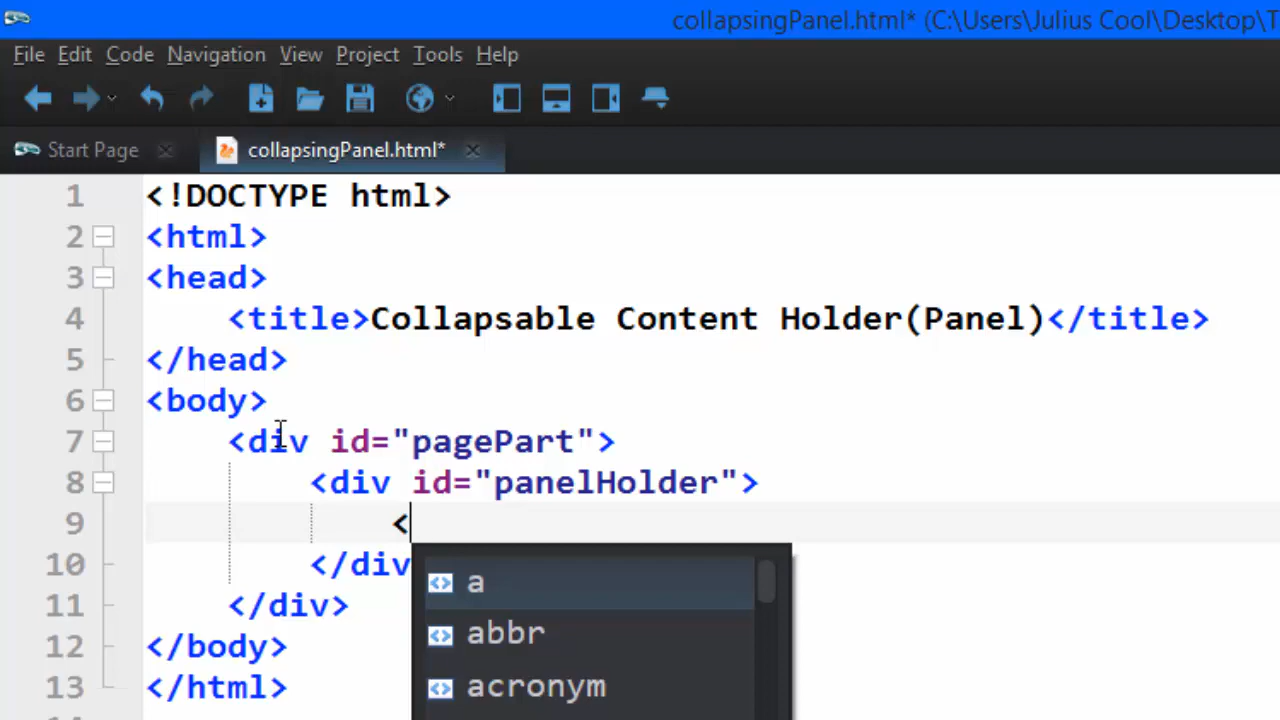 collapsingPanel.html* (C:\Users\Julius Cool\Desktop\T
File Edit Code Navigation View Project Tools Help
Start Page collapsingPanel.html*
1 <!DOCTYPE html>
2 <html>
3 <head>
4 <title>Collapsable Content Holder(Panel)</title>
5 </head>
6 <body>
7 <div id="pagePart">
8 <div id="panelHolder">
9 <
10 </div
a
11 </div>
abbr
12 </body>
acronym
13 </html>